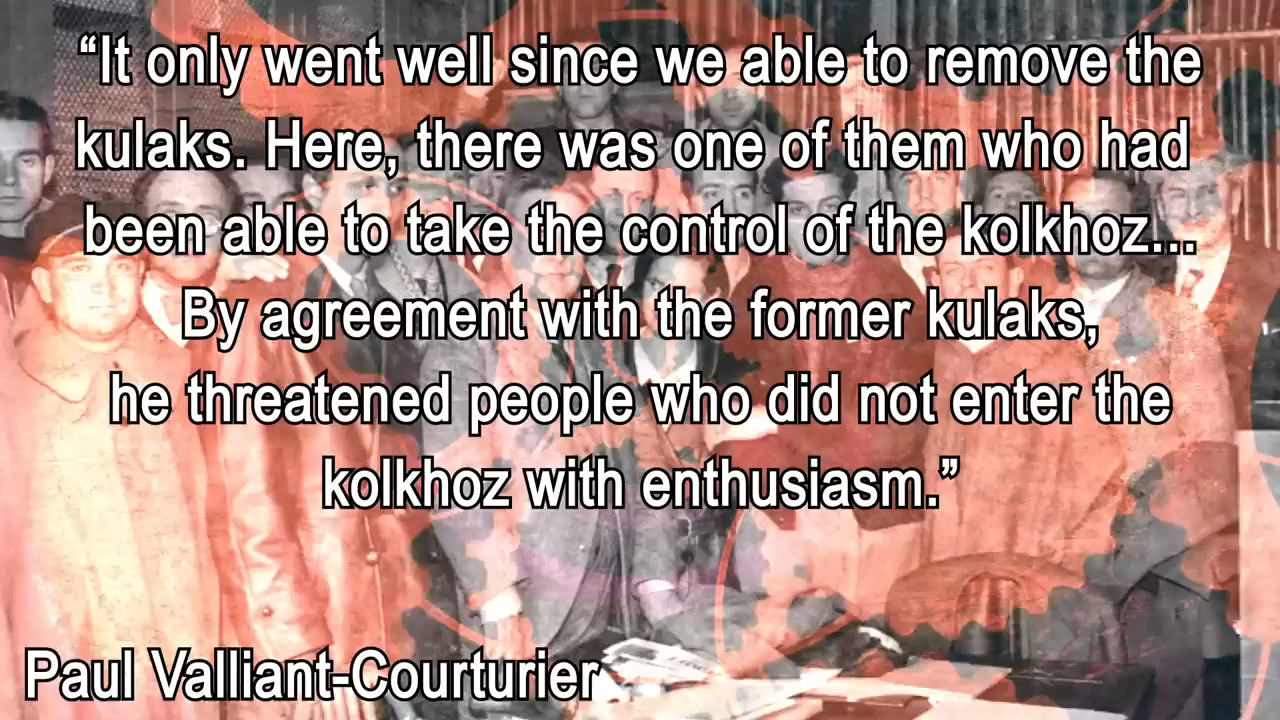 “It only went well since we able to remove the
kulaks. Here, there was one of them who had
been able to take the control of the kolkhoz...
By agreement with the former kulaks,
he threatened people who did not enter the
kolkhoz with enthusiasm.”
Paul Valliant-Courturier